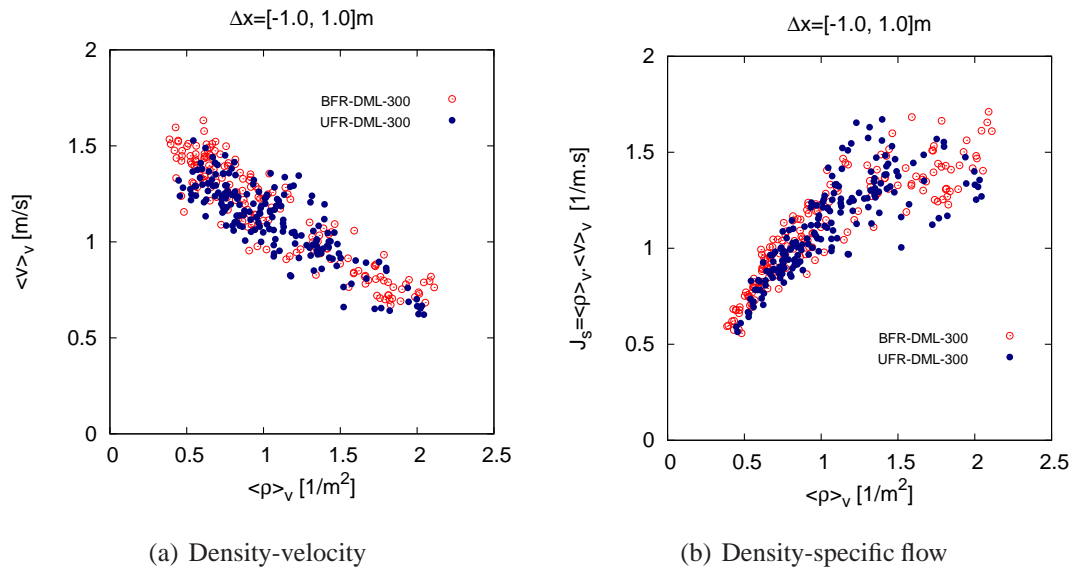 Δx=[-1.0, 1.0]m
2
1.5
1
0.5
0
0 0.5 1 1.5 2 2.5
<v>ᵥ [m/s]
<ρ>ᵥ [1/m²]
BFR-DML-300
UFR-DML-300
(a) Density-velocity
Δx=[-1.0, 1.0]m
2
1.5
1
0.5
0
0 0.5 1 1.5 2 2.5
Jₛ=<ρ>ᵥ.<v>ᵥ [1/m.s]
<ρ>ᵥ [1/m²]
BFR-DML-300
UFR-DML-300
(b) Density-specific flow